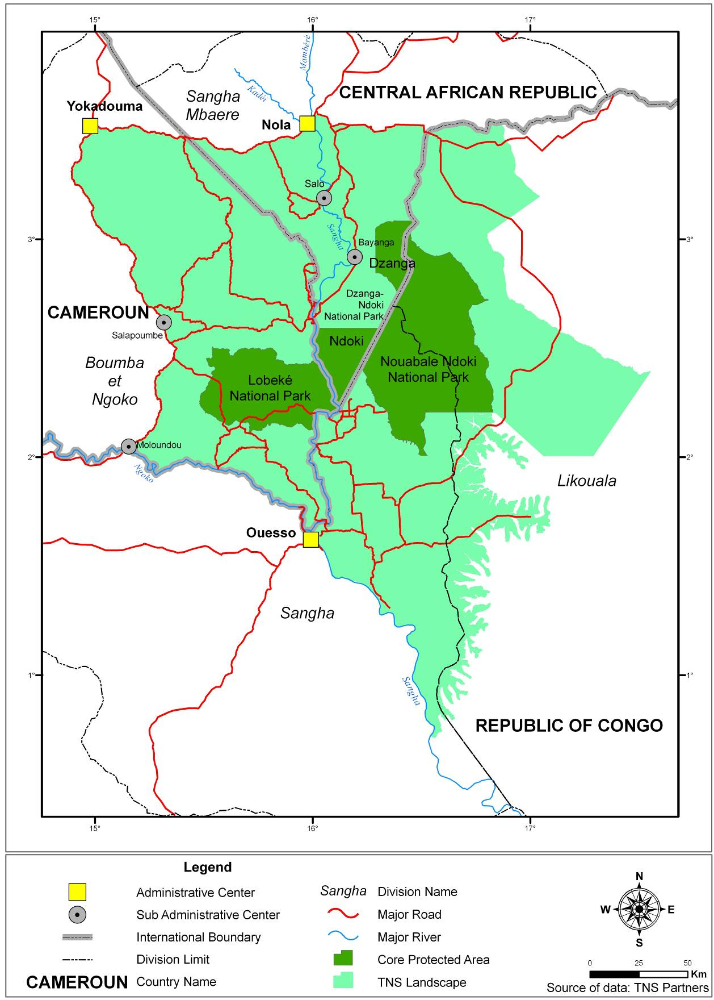 15°
16°
17°
Mambéré
Kadéi
Sangha
Mbaere
CENTRAL AFRICAN REPUBLIC
Yokadouma
Nola
Salo
Sangha
3°
3°
Bayanga
Dzanga
Dzanga-
Ndoki
National Park
CAMEROUN
Salapoumbe
Ndoki
Boumba
et
Ngoko
Nouabale Ndoki
National Park
Lobeké
National Park
Moloundou
2°
2°
Ngoko
Likouala
Ouesso
Sangha
1°
1°
Sangha
REPUBLIC OF CONGO
15°
16°
17°
Legend
Administrative Center
Sub Administrative Center
International Boundary
Division Limit
CAMEROUN Country Name
Sangha Division Name
Major Road
Major River
Core Protected Area
TNS Landscape
N
W E
S
0 25 50
Km
Source of data: TNS Partners